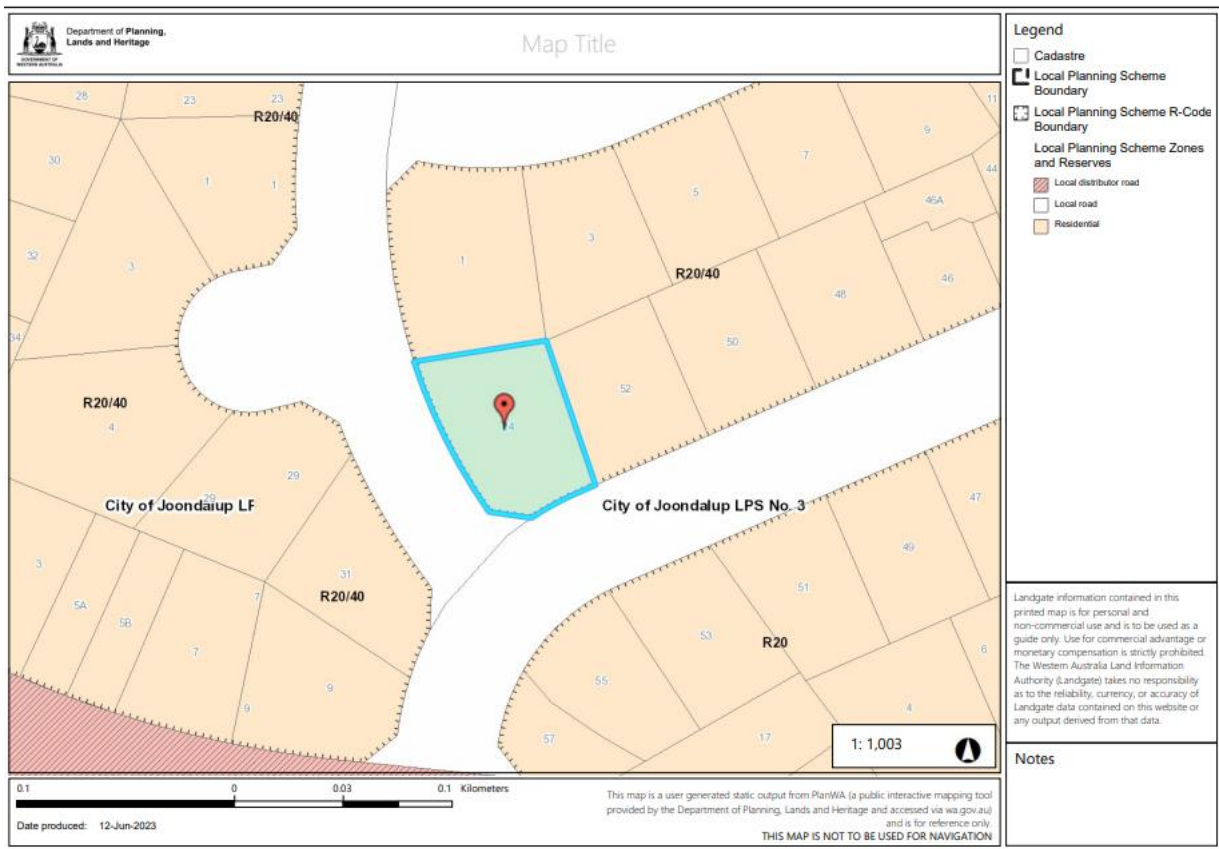 Department of Planning,
Lands and Heritage
GOVERNMENT OF
WESTERN AUSTRALIA
Map Title
Legend
Cadastre
Local Planning Scheme
Boundary
Local Planning Scheme R-Code
Boundary
Local Planning Scheme Zones
and Reserves
Local distributor road
Local road
Residential
28
23
23
R20/40
11
9
7
30
1
1
5
44
46A
32
3
3
1
R20/40
46
48
34
50
52
R20/40
4
4
29
29
City of Joondalup LF
City of Joondalup LPS No. 3
47
49
3
31
R20/40
51
5A
7
5B
53
R20
6
7
9
55
4
9
57
17
1: 1,003
Landgate information contained in this
printed map is for personal and
non-commercial use and is to be used as a
guide only. Use for commercial advantage or
monetary compensation is strictly prohibited.
The Western Australia Land Information
Authority (Landgate) takes no responsibility
as to the reliability, currency, or accuracy of
Landgate data contained on this website or
any output derived from that data.
Notes
0.1 0 0.03 0.1 Kilometers
Date produced: 12-Jun-2023
This map is a user generated static output from PlanWA (a public interactive mapping tool
provided by the Department of Planning, Lands and Heritage and accessed via wa.gov.au)
and is for reference only.
THIS MAP IS NOT TO BE USED FOR NAVIGATION